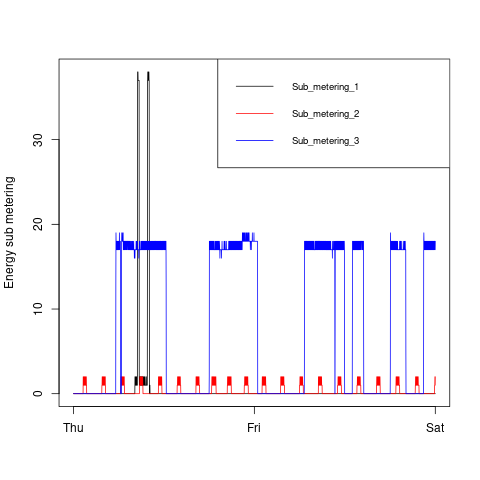 Sub_metering_1
Sub_metering_2
Sub_metering_3
Energy sub metering
30
20
10
0
Thu Fri Sat